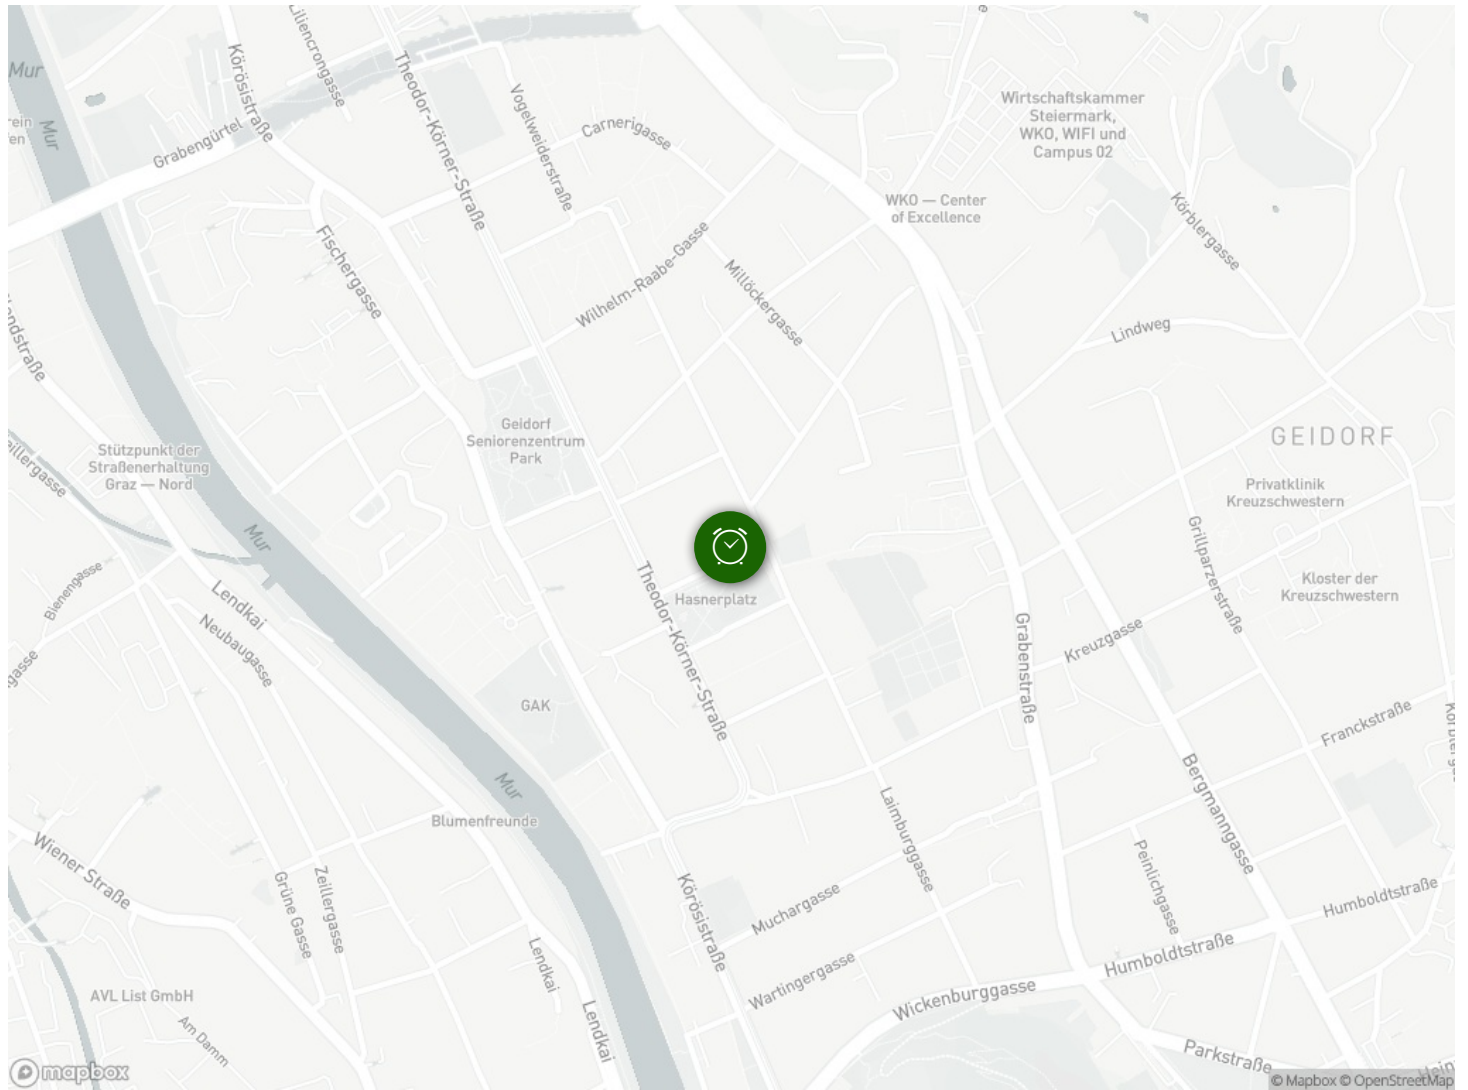 Mur
Mur
Liliencrongasse
Körösistraße
Grabengürtel
Theodor-Körner-Straße
Vogelweiderstraße
Carnerigasse
Wirtschaftskammer
Steiermark,
WKO, WIFI und
Campus 02
WKO — Center
of Excellence
Körblergasse
Fischergasse
Wilhelm-Raabe-Gasse
Millöckergasse
Lindweg
Geidorf
Seniorenzentrum
Park
GEIDORF
Stützpunkt der
Straßenerhaltung
Graz — Nord
Privatklinik
Kreuzschwestern
Grillparzerstraße
Mur
Bienengasse
Lendkai
Neubaugasse
Theodor-Körner-Straße
Hasnerplatz
Kloster der
Kreuzschwestern
Grabenstraße
Kreuzgasse
GAK
Franckstraße
Mur
Blumenfreunde
Bergmanngasse
Laimburggasse
Wiener Straße
Grüne Gasse
Zeillergasse
Körösistraße
Muchargasse
Peinlichgasse
Humboldtstraße
Humboldtstraße
Lendkai
Wartingergasse
Wickenburggasse
AVL List GmbH
Am Damm
Lendkai
Parkstraße
mapbox
© Mapbox © OpenStreetMap